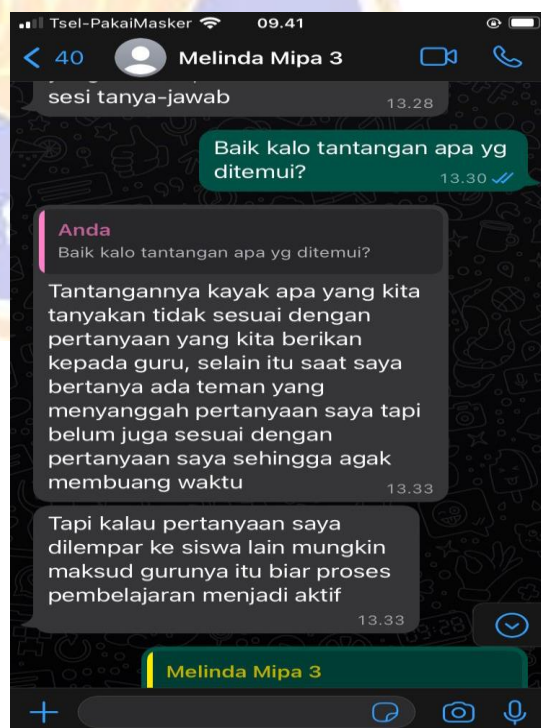 Tsel-PakaiMasker 09.41
40 Melinda Mipa 3
sesi tanya-jawab
13.28
Baik kalo tantangan apa yg
ditemui?
13.30
Anda
Baik kalo tantangan apa yg ditemui?
Tantangannya kayak apa yang kita
tanyakan tidak sesuai dengan
pertanyaan yang kita berikan
kepada guru, selain itu saat saya
bertanya ada teman yang
menyanggah pertanyaan saya tapi
belum juga sesuai dengan
pertanyaan saya sehingga agak
membuang waktu
13.33
Tapi kalau pertanyaan saya
dilempar ke siswa lain mungkin
maksud gurunya itu biar proses
pembelajaran menjadi aktif
13.33
Melinda Mipa 3